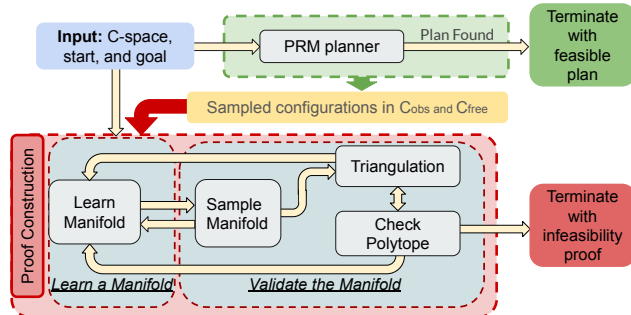 Input: C-space,
start, and goal
PRM planner
Plan Found
Terminate
with
feasible
plan
Sampled configurations in Cobs and Cfree
Proof Construction
Learn
Manifold
Sample
Manifold
Triangulation
Check
Polytope
Terminate
with
infeasibility
proof
Learn a Manifold
Validate the Manifold